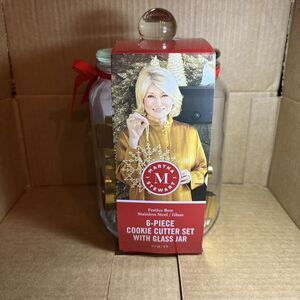 MARTHA
M
STEWART
Festive Bow
Stainless Steel / Glass
6-PIECE
COOKIE CUTTER SET
WITH GLASS JAR